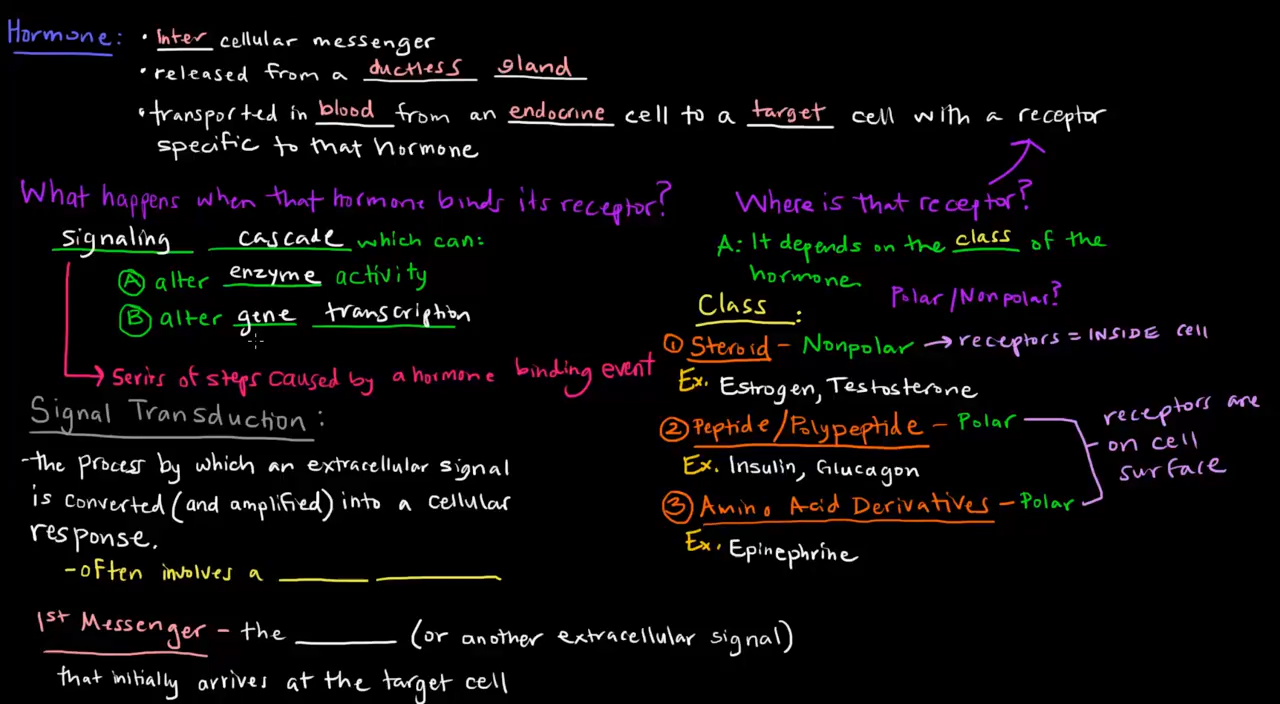 Hormone: • Inter cellular messenger
• released from a ductless gland
• transported in blood from an endocrine cell to a target cell with a receptor
specific to that hormone
What happens when that hormone binds its receptor?
signaling cascade which can:
A alter enzyme activity
B alter gene transcription
→ Series of steps caused by a hormone binding event
Signal Transduction:
- the process by which an extracellular signal
is converted (and amplified) into a cellular
response.
- often involves a ____ ____
1st Messenger - the ____ (or another extracellular signal)
that initially arrives at the target cell
Where is that receptor?
A: It depends on the class of the
hormone
Polar/Nonpolar?
Class:
① Steroid - Nonpolar → receptors = INSIDE cell
Ex. Estrogen, Testosterone
② Peptide/Polypeptide - Polar
Ex. Insulin, Glucagon
③ Amino Acid Derivatives - Polar
Ex. Epinephrine
receptors are
on cell
surface